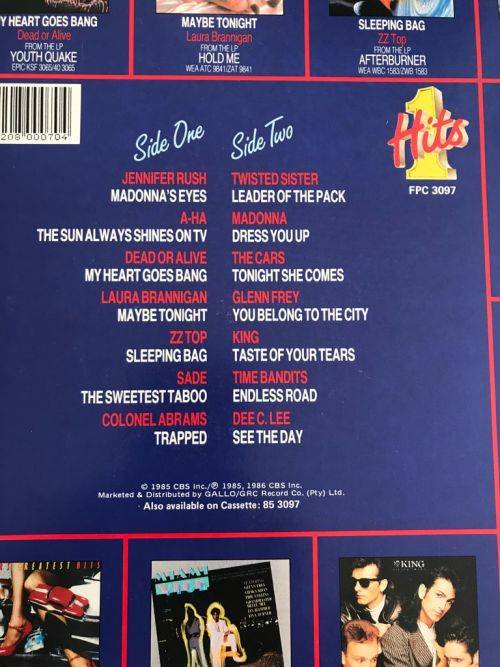 Y HEART GOES BANG
Dead or Alive
FROM THE LP
YOUTH QUAKE
EPIC KSF 3065/40 3065
MAYBE TONIGHT
Laura Brannigan
FROM THE LP
HOLD ME
WEA ATC 9841/ZAT 9841
SLEEPING BAG
ZZ Top
FROM THE LP
AFTERBURNER
WEA WBC 1583/ZWB 1583
208"000704
1
Hits
FPC 3097
Side One
JENNIFER RUSH
MADONNA'S EYES
A-HA
THE SUN ALWAYS SHINES ON TV
DEAD OR ALIVE
MY HEART GOES BANG
LAURA BRANNIGAN
MAYBE TONIGHT
ZZ TOP
SLEEPING BAG
SADE
THE SWEETEST TABOO
COLONEL ABRAMS
TRAPPED
Side Two
TWISTED SISTER
LEADER OF THE PACK
MADONNA
DRESS YOU UP
THE CARS
TONIGHT SHE COMES
GLENN FREY
YOU BELONG TO THE CITY
KING
TASTE OF YOUR TEARS
TIME BANDITS
ENDLESS ROAD
DEE C. LEE
SEE THE DAY
© 1985 CBS Inc./℗ 1985, 1986 CBS Inc.
Marketed & Distributed by GALLO/GRC Record Co. (Pty) Ltd.
Also available on Cassette: 85 3097
GREATEST HITS
MIAMI
VICE
KING